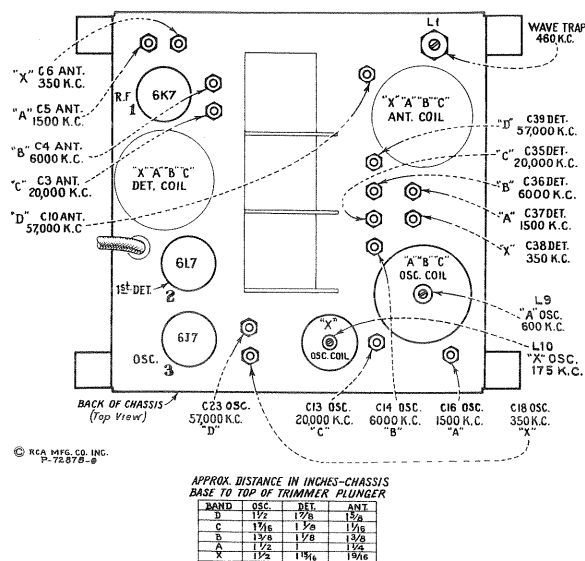 L1
WAVE TRAP
460 K.C.
"X" C6 ANT.
350 K.C.
"A" C5 ANT.
1500 K.C.
"B" C4 ANT.
6000 K.C.
"C" C3 ANT.
20,000 K.C.
"D" C10 ANT.
57,000 K.C
R.F
1
6K7
"X" "A" "B" "C"
DET. COIL
"X" "A" "B" "C"
ANT. COIL
"D" C39 DET.
57,000 K.C.
"C" C35 DET.
20,000 K.C.
"B" C36 DET.
6000 K.C.
"A" C37 DET.
1500 K.C.
"X" C38 DET.
350 K.C.
6L7
1st DET.
2
6J7
OSC.
3
"A" "B" "C"
OSC. COIL
"X"
OSC. COIL
L9
"A" OSC.
600 K.C.
L10
"X" OSC.
175 K.C.
BACK OF CHASSIS
(Top View)
C23 OSC.
57,000 K.C.
"D"
C13 OSC.
20,000 K.C.
"C"
C14 OSC.
6000 K.C.
"B"
C16 OSC.
1500 K.C.
"A"
C18 OSC.
350 K.C.
"X"
© RCA MFG. CO. INC.
P-72878-0
APPROX. DISTANCE IN INCHES-CHASSIS
BASE TO TOP OF TRIMMER PLUNGER
BAND OSC. DET. ANT.
D 1 1/2 1 7/8 1 5/8
C 1 7/16 1 1/8 1 1/16
B 1 3/8 1 1/8 1 3/8
A 1 1/2 1 1 1/4
X 1 1/2 1 15/16 1 9/16